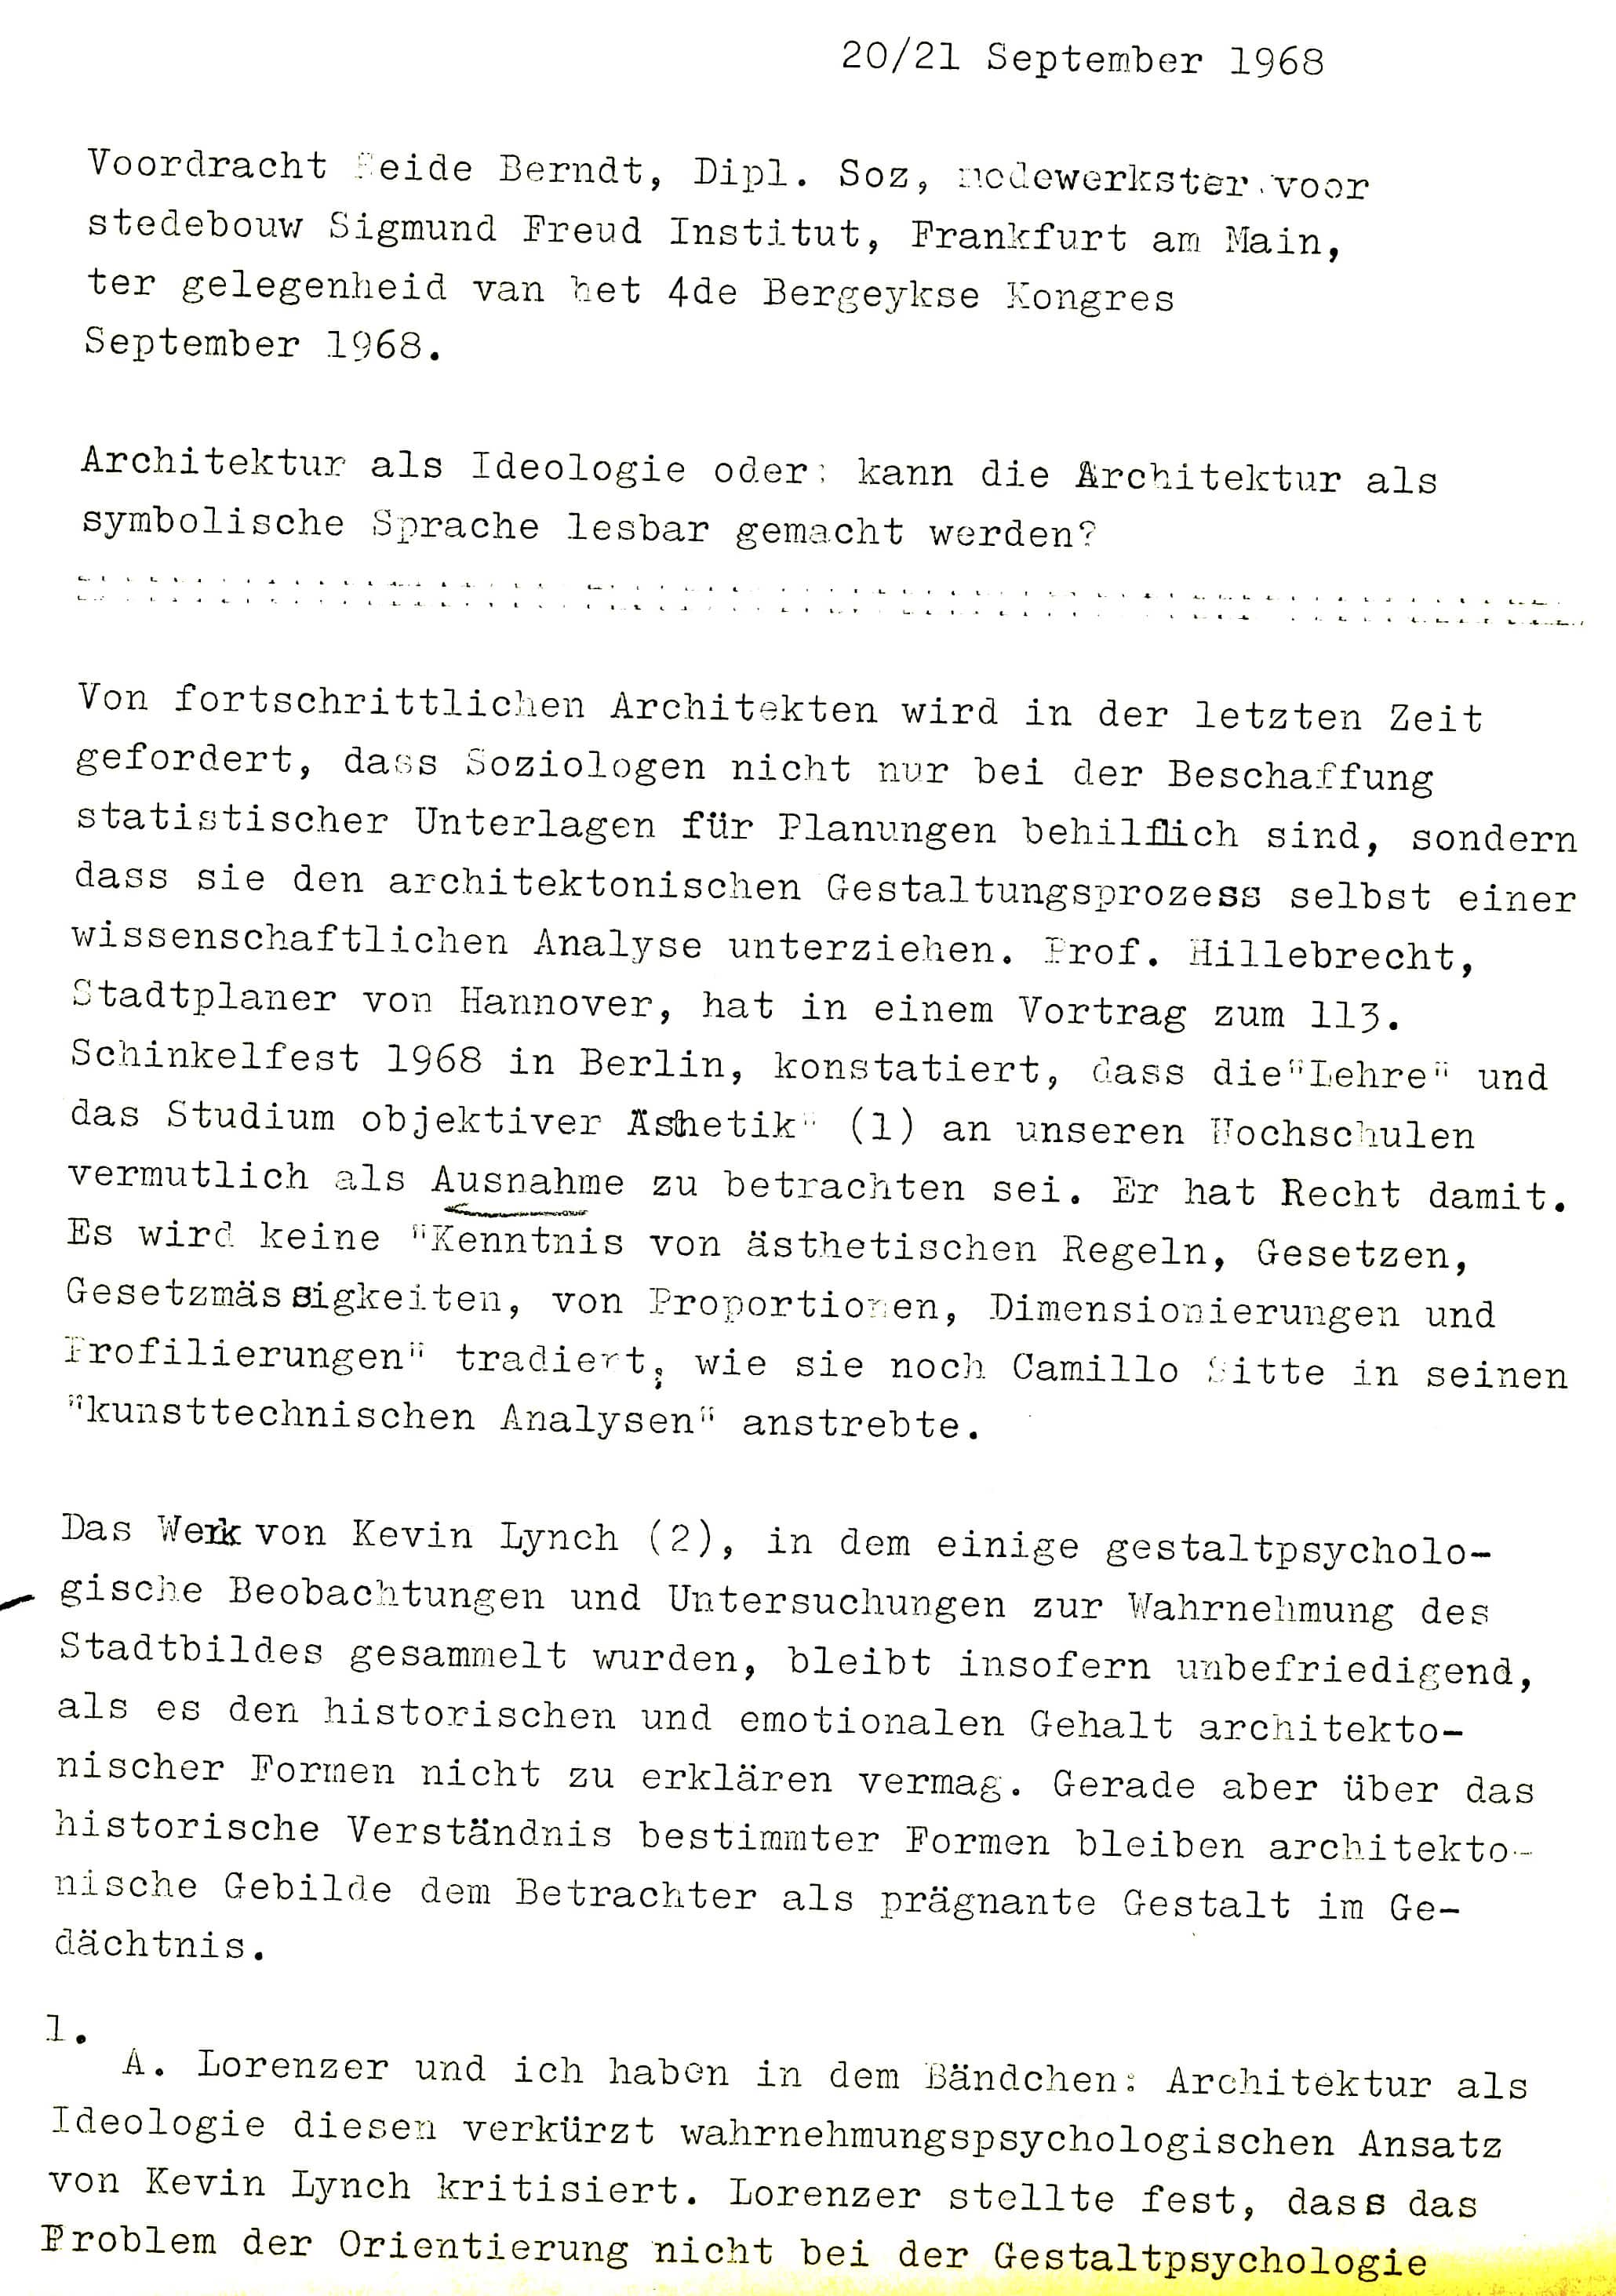 20/21 September 1968
Voordracht Heide Berndt, Dipl. Soz, medewerkster voor
stedebouw Sigmund Freud Institut, Frankfurt am Main,
ter gelegenheid van het 4de Bergeykse Kongres
September 1968.
Architektur als Ideologie oder: kann die Architektur als
symbolische Sprache lesbar gemacht werden?
Von fortschrittlichen Architekten wird in der letzten Zeit
gefordert, dass Soziologen nicht nur bei der Beschaffung
statistischer Unterlagen für Planungen behilflich sind, sondern
dass sie den architektonischen Gestaltungsprozess selbst einer
wissenschaftlichen Analyse unterziehen. Prof. Hillebrecht,
Stadtplaner von Hannover, hat in einem Vortrag zum 113.
Schinkelfest 1968 in Berlin, konstatiert, dass die"Lehre" und
das Studium objektiver Ästhetik" (1) an unseren Hochschulen
vermutlich als Ausnahme zu betrachten sei. Er hat Recht damit.
Es wird keine "Kenntnis von ästhetischen Regeln, Gesetzen,
Gesetzmässigkeiten, von Proportionen, Dimensionierungen und
Profilierungen" tradiert, wie sie noch Camillo Sitte in seinen
"kunsttechnischen Analysen" anstrebte.
Das Werk von Kevin Lynch (2), in dem einige gestaltpsycholo-
gische Beobachtungen und Untersuchungen zur Wahrnehmung des
Stadtbildes gesammelt wurden, bleibt insofern unbefriedigend,
als es den historischen und emotionalen Gehalt architekto-
nischer Formen nicht zu erklären vermag. Gerade aber über das
historische Verständnis bestimmter Formen bleiben architekto-
nische Gebilde dem Betrachter als prägnante Gestalt im Ge-
dächtnis.
1.
A. Lorenzer und ich haben in dem Bändchen: Architektur als
Ideologie diesen verkürzt wahrnehmungspsychologischen Ansatz
von Kevin Lynch kritisiert. Lorenzer stellte fest, dass das
Problem der Orientierung nicht bei der Gestaltpsychologie